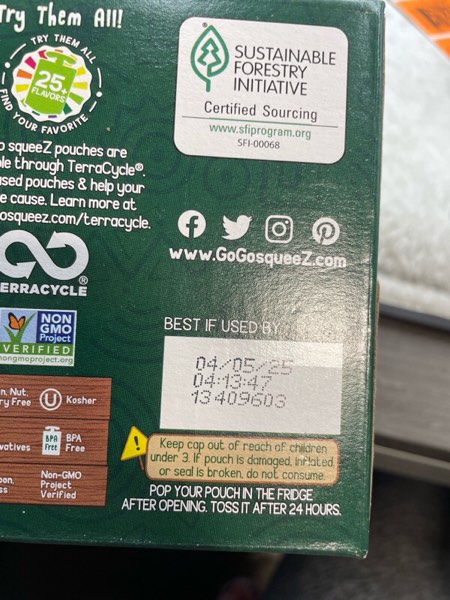 Try Them All!
TRY THEM ALL
25+
FLAVORS
FIND YOUR FAVORITE
SUSTAINABLE
FORESTRY
INITIATIVE
Certified Sourcing
www.sfiprogram.org
SFI-00068
squeeZ pouches are
through TerraCycle®.
pouches & help your
cause. Learn more at
osqueez.com/terracycle.
www.GoGosqueeZ.com
ERRACYCLE®
NON
GMO
Project
VERIFIED
nongmoproject.org
BEST IF USED BY:
04/05/25
04:13:47
13 409603
Nut,
Free
U Kosher
BPA
Free
BPA
Free
Non-GMO
Project
Verified
! Keep cap out of reach of children
under 3. If pouch is damaged, inflated
or seal is broken, do not consume.
POP YOUR POUCH IN THE FRIDGE
AFTER OPENING. TOSS IT AFTER 24 HOURS.